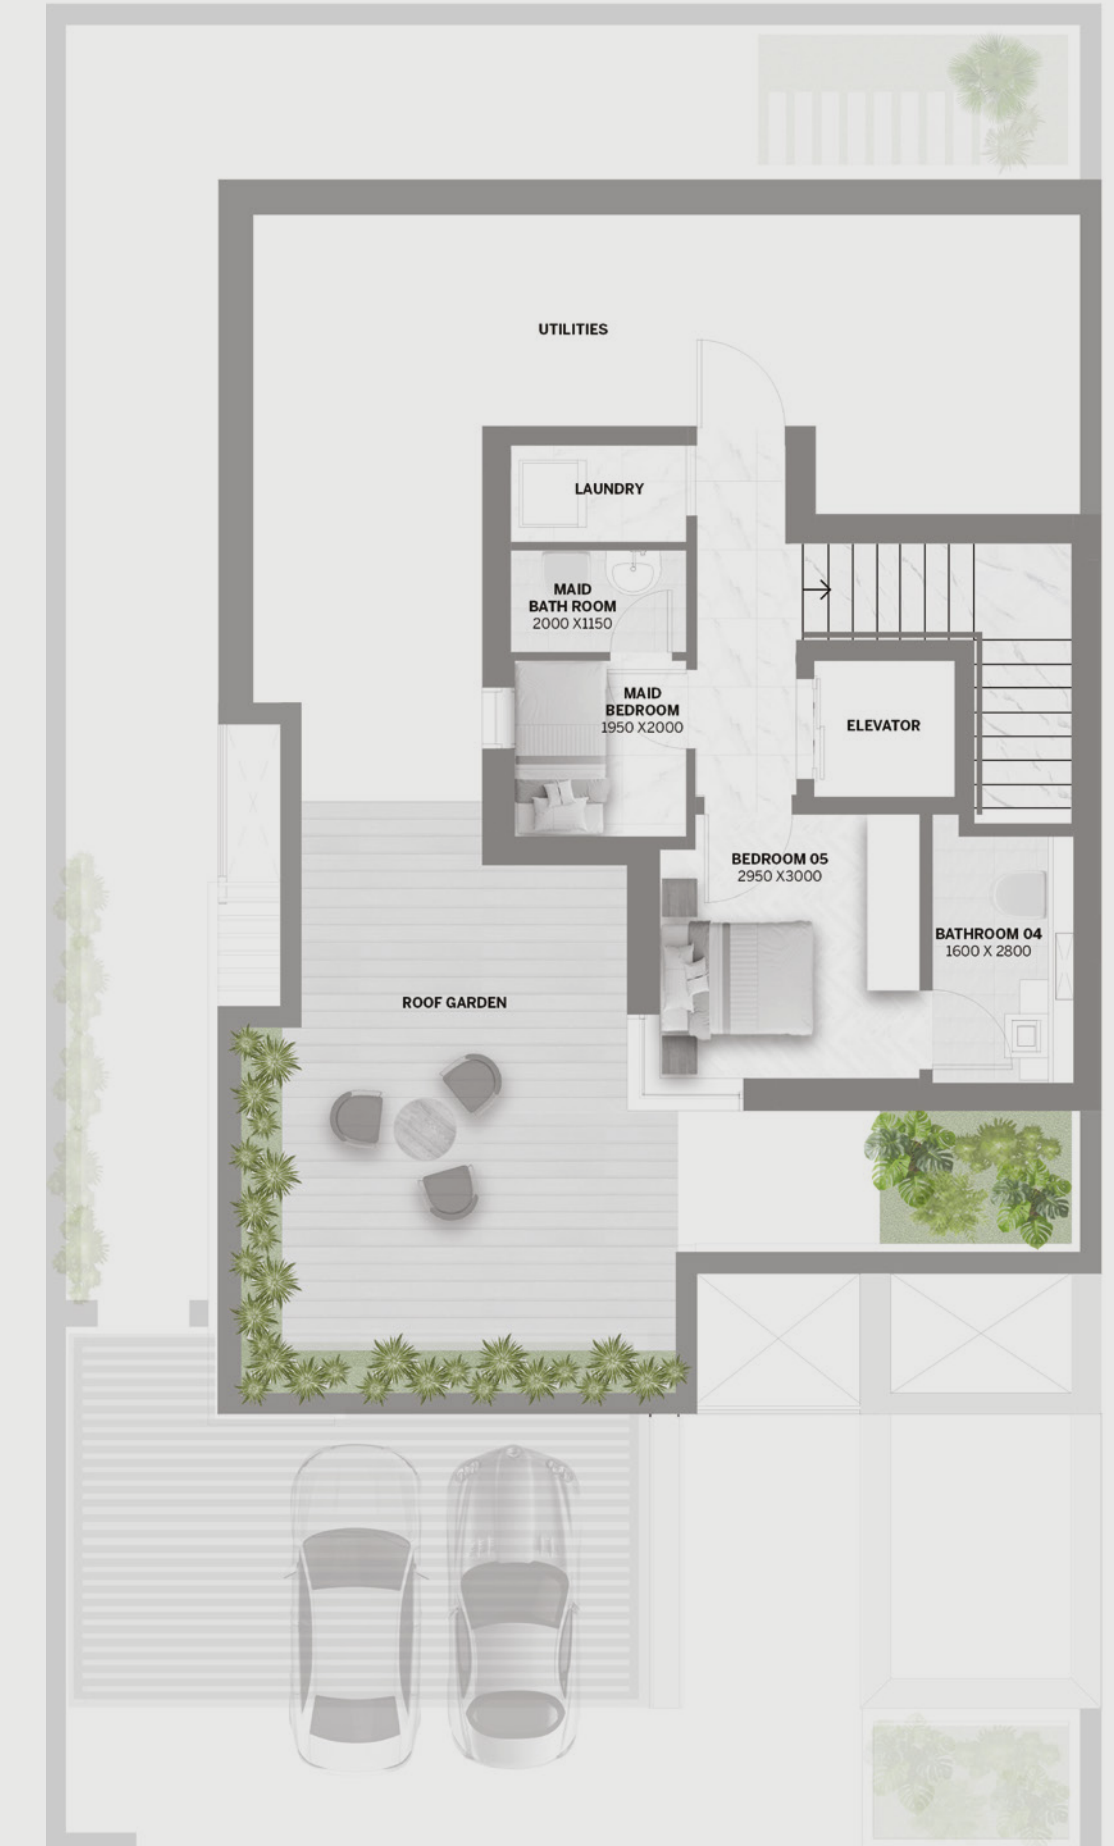 UTILITIES
LAUNDRY
MAID
BATH ROOM
2000 X1150
MAID
BEDROOM
1950 X2000
ELEVATOR
BEDROOM 05
2950 X3000
BATHROOM 04
1600 X 2800
ROOF GARDEN